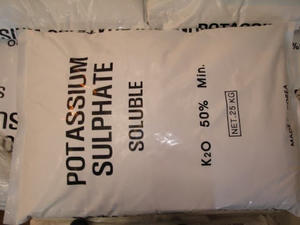 POTASSIUM
SULPHATE
SOLUBLE
K2O 50% Min.
NET. 25 KG